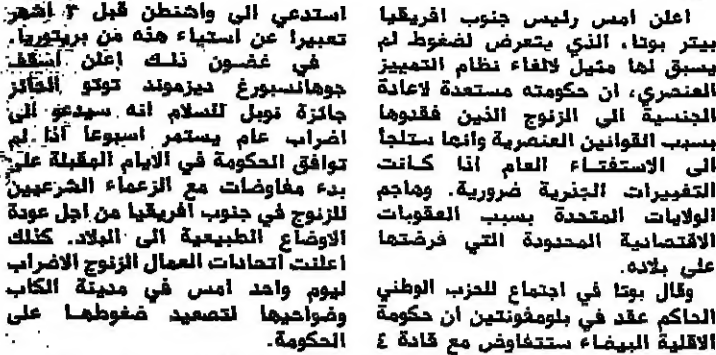 اعلن امس رئيس جنوب افريقيا
بيتر بوتا، الذي يتعرض لضغوط لم
يسبق لها مثيل لالغاء نظام التمييز
العنصري، ان حكومته مستعدة لاعادة
الجنسية الى الزنوج الذين فقدوها
بسبب القوانين العنصرية وانها ستلجأ
الى الاستفتاء العام اذا كانت
التغييرات الجذرية ضرورية. وهاجم
الولايات المتحدة بسبب العقوبات
الاقتصادية المحدودة التي فرضتها
على بلاده.
وقال بوتا في اجتماع للحزب الوطني
الحاكم عقد في بلومفونتين ان حكومة
الاقلية البيضاء ستتفاوض مع قادة ٤
استدعي الى واشنطن قبل ٣ اشهر
تعبيرا عن استياء هذه من بريتوريا.
في غضون ذلك اعلن اسقف
جوهانسبورغ ديزموند توتو الحائز
جائزة نوبل للسلام انه سيدعو الى
اضراب عام يستمر اسبوعا اذا لم
توافق الحكومة في الايام المقبلة على
بدء مفاوضات مع الزعماء الشرعيين
للزنوج في جنوب افريقيا من اجل عودة
الاوضاع الطبيعية الى البلاد. كذلك
اعلنت اتحادات العمال الزنوج الاضراب
ليوم واحد امس في مدينة الكاب
وضواحيها لتصعيد ضغوطها على
الحكومة.